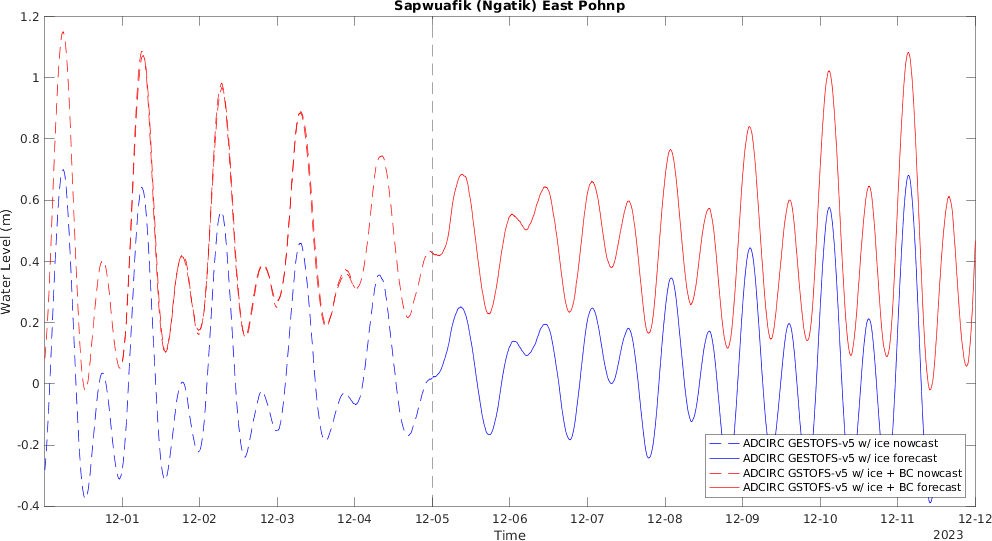 Sapwuafik (Ngatik) East Pohnp
1.2
1
0.8
0.6
0.4
0.2
0
-0.2
-0.4
Water Level (m)
ADCIRC GESTOFS-v5 w/ ice nowcast
ADCIRC GESTOFS-v5 w/ ice forecast
ADCIRC GSTOFS-v5 w/ ice + BC nowcast
ADCIRC GSTOFS-v5 w/ ice + BC forecast
12-01 12-02 12-03 12-04 12-05 12-06 12-07 12-08 12-09 12-10 12-11 12-12
Time
2023